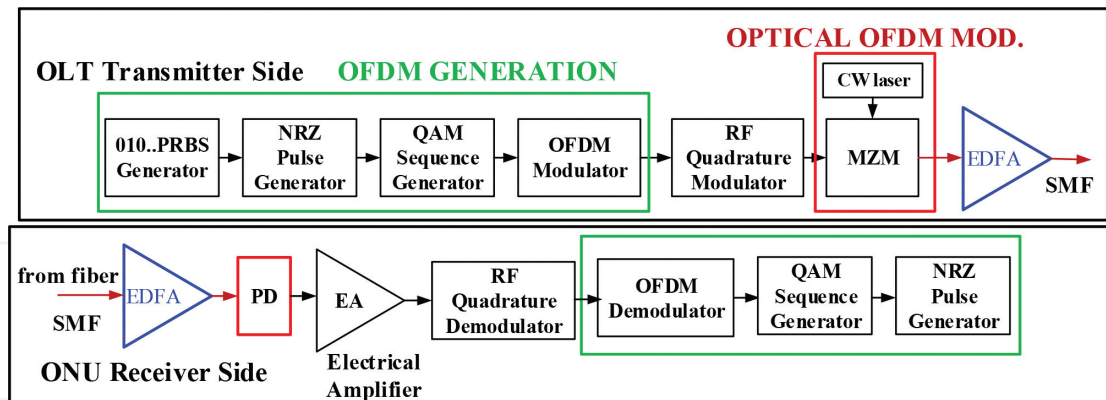 OPTICAL OFDM MOD.
OLT Transmitter Side
OFDM GENERATION
CW laser
010..PRBS
Generator
NRZ
Pulse
Generator
QAM
Sequence
Generator
OFDM
Modulator
RF
Quadrature
Modulator
MZM
EDFA
SMF
from fiber
SMF
EDFA
PD
EA
Electrical
Amplifier
RF
Quadrature
Demodulator
OFDM
Demodulator
QAM
Sequence
Generator
NRZ
Pulse
Generator
ONU Receiver Side